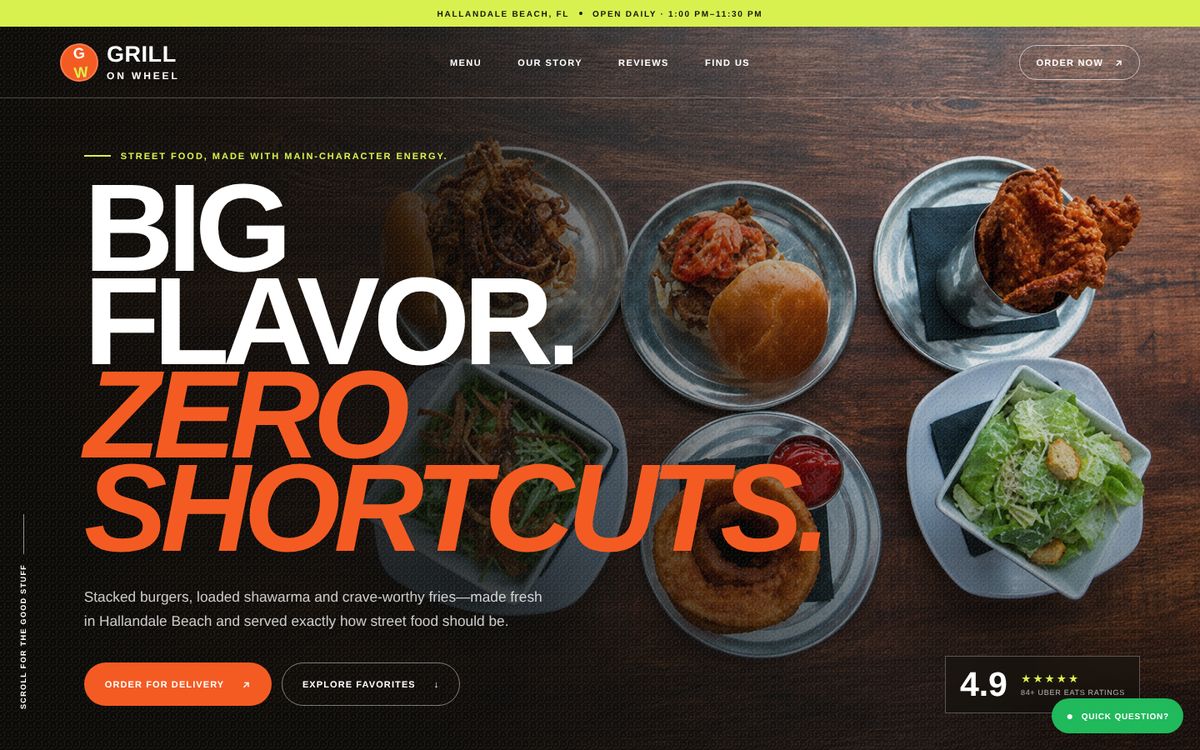 HALLANDALE BEACH, FL • OPEN DAILY · 1:00 PM–11:30 PM
G
W
GRILL
ON WHEEL
MENU
OUR STORY
REVIEWS
FIND US
ORDER NOW ↗
STREET FOOD, MADE WITH MAIN-CHARACTER ENERGY.
BIG
FLAVOR.
ZERO
SHORTCUTS.
Stacked burgers, loaded shawarma and crave-worthy fries—made fresh
in Hallandale Beach and served exactly how street food should be.
ORDER FOR DELIVERY ↗
EXPLORE FAVORITES ↓
SCROLL FOR THE GOOD STUFF
4.9
★★★★★
84+ UBER EATS RATINGS
QUICK QUESTION?